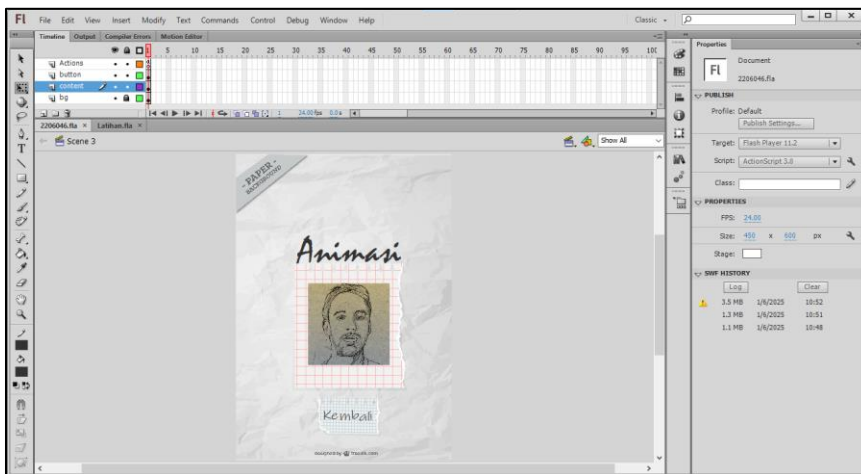 Fl File Edit View Insert Modify Text Commands Control Debug Window Help Classic
Timeline Output Compiler Errors Motion Editor
1 5 10 15 20 25 30 35 40 45 50 55 60 65 70 75 80 85 90 95 100
Actions
button
content
bg
1 24.00 fps 0.0s
2206046.fla × Latihan.fla ×
Scene 3 Show All
- PAPER -
BACKGROUND
Animasi
Kembali
Properties
Fl Document
2206046.fla
PUBLISH
Profile: Default
Publish Settings...
Target: Flash Player 11.2
Script: ActionScript 3.0
Class:
PROPERTIES
FPS: 24.00
Size: 450 x 600 px
Stage:
SWF HISTORY
Log Clear
3.5 MB 1/6/2025 10:52
1.3 MB 1/6/2025 10:51
1.1 MB 1/6/2025 10:48